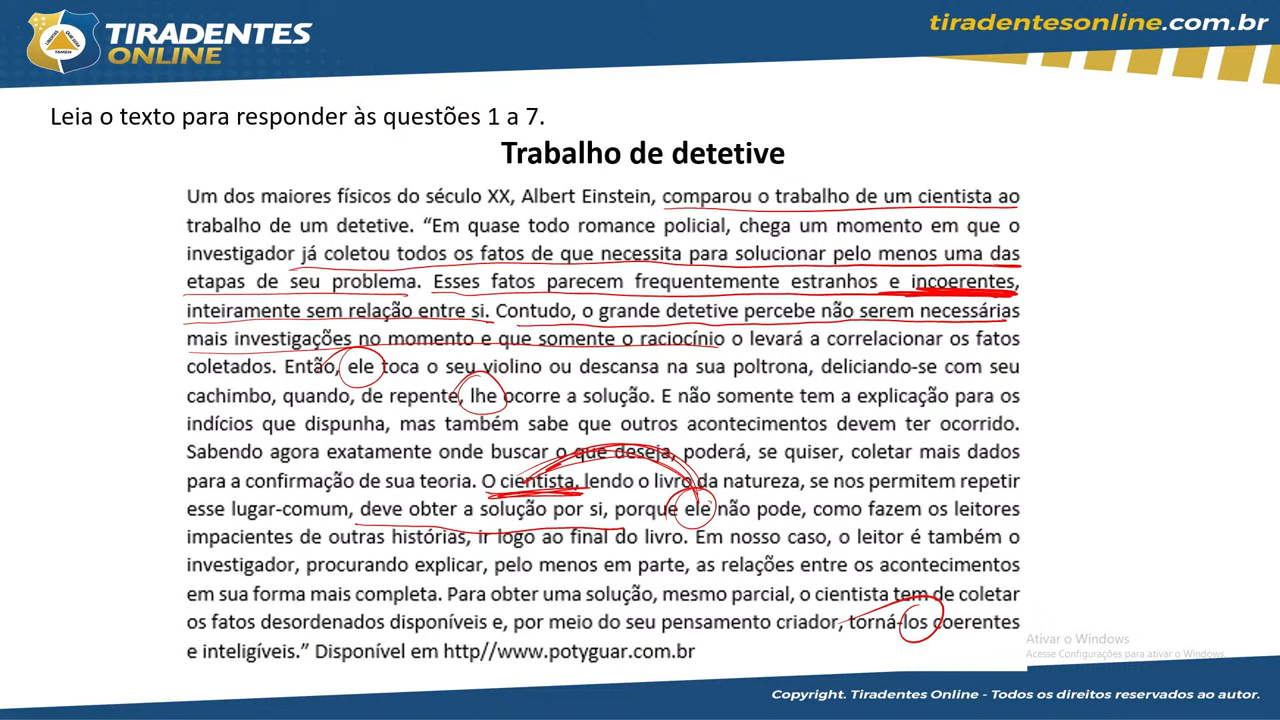 TIRADENTES
ONLINE
tiradentesonline.com.br
Leia o texto para responder às questões 1 a 7.
Trabalho de detetive
Um dos maiores físicos do século XX, Albert Einstein, comparou o trabalho de um cientista ao
trabalho de um detetive. “Em quase todo romance policial, chega um momento em que o
investigador já coletou todos os fatos de que necessita para solucionar pelo menos uma das
etapas de seu problema. Esses fatos parecem frequentemente estranhos e incoerentes,
inteiramente sem relação entre si. Contudo, o grande detetive percebe não serem necessárias
mais investigações no momento e que somente o raciocínio o levará a correlacionar os fatos
coletados. Então, ele toca o seu violino ou descansa na sua poltrona, deliciando-se com seu
cachimbo, quando, de repente, lhe ocorre a solução. E não somente tem a explicação para os
indícios que dispunha, mas também sabe que outros acontecimentos devem ter ocorrido.
Sabendo agora exatamente onde buscar o que deseja, poderá, se quiser, coletar mais dados
para a confirmação de sua teoria. O cientista, lendo o livro da natureza, se nos permitem repetir
esse lugar-comum, deve obter a solução por si, porque ele não pode, como fazem os leitores
impacientes de outras histórias, ir logo ao final do livro. Em nosso caso, o leitor é também o
investigador, procurando explicar, pelo menos em parte, as relações entre os acontecimentos
em sua forma mais completa. Para obter uma solução, mesmo parcial, o cientista tem de coletar
os fatos desordenados disponíveis e, por meio do seu pensamento criador, torná-los coerentes
e inteligíveis.” Disponível em http//www.potyguar.com.br
Ativar o Windows
Acesse Configurações para ativar o Windows.
Copyright. Tiradentes Online - Todos os direitos reservados ao autor.